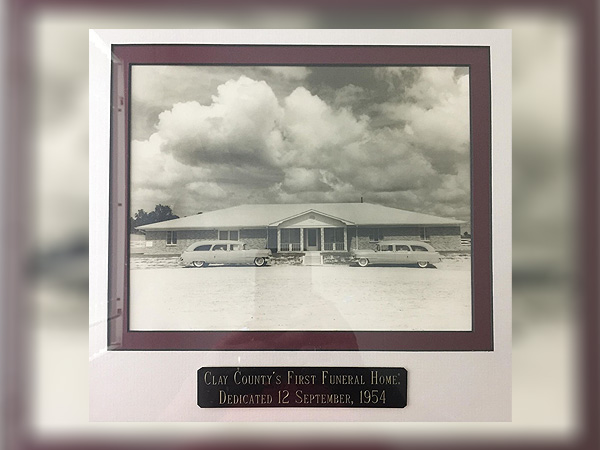 Clay County's First Funeral Home:
Dedicated 12 September, 1954